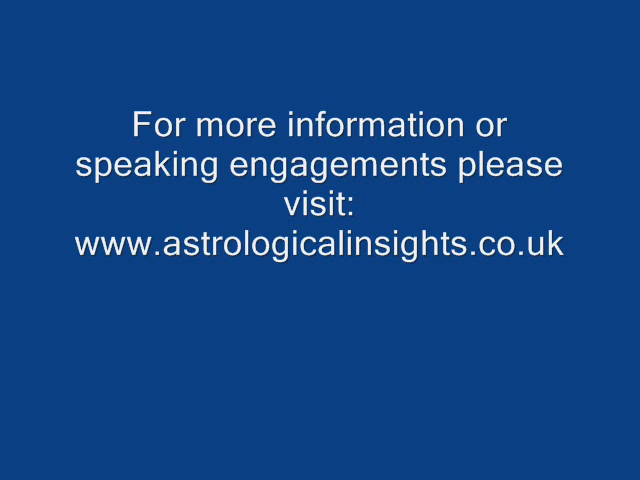 For more information or
speaking engagements please
visit:
www.astrologicalinsights.co.uk